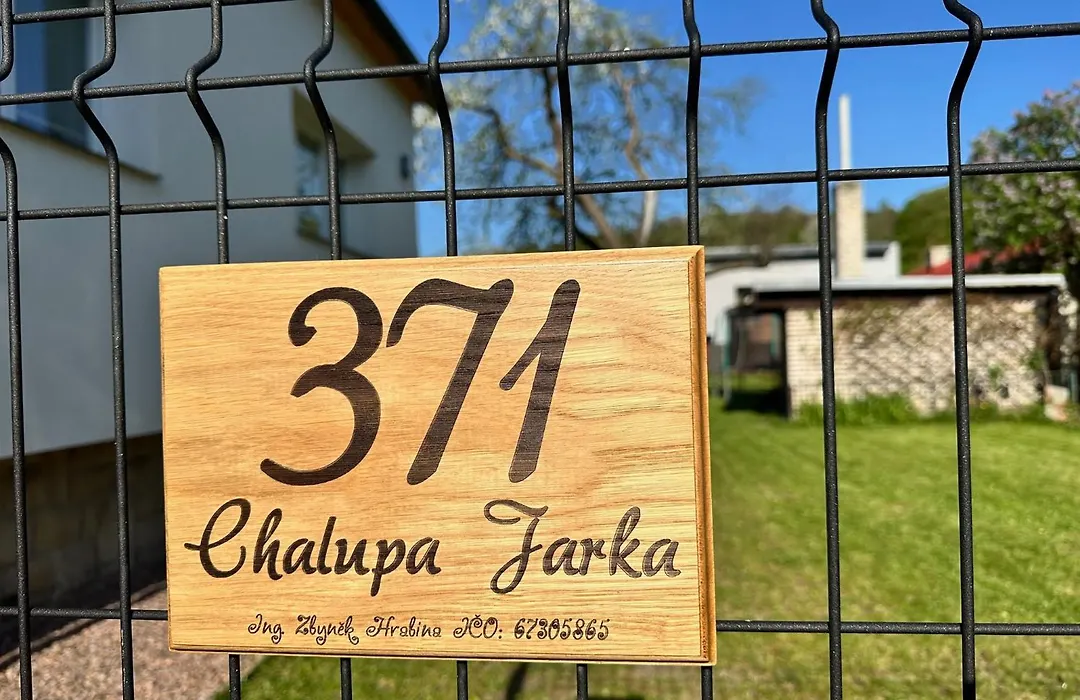 371
Chalupa Jarka
Ing. Zbyněk Hrabina IČO: 67305865